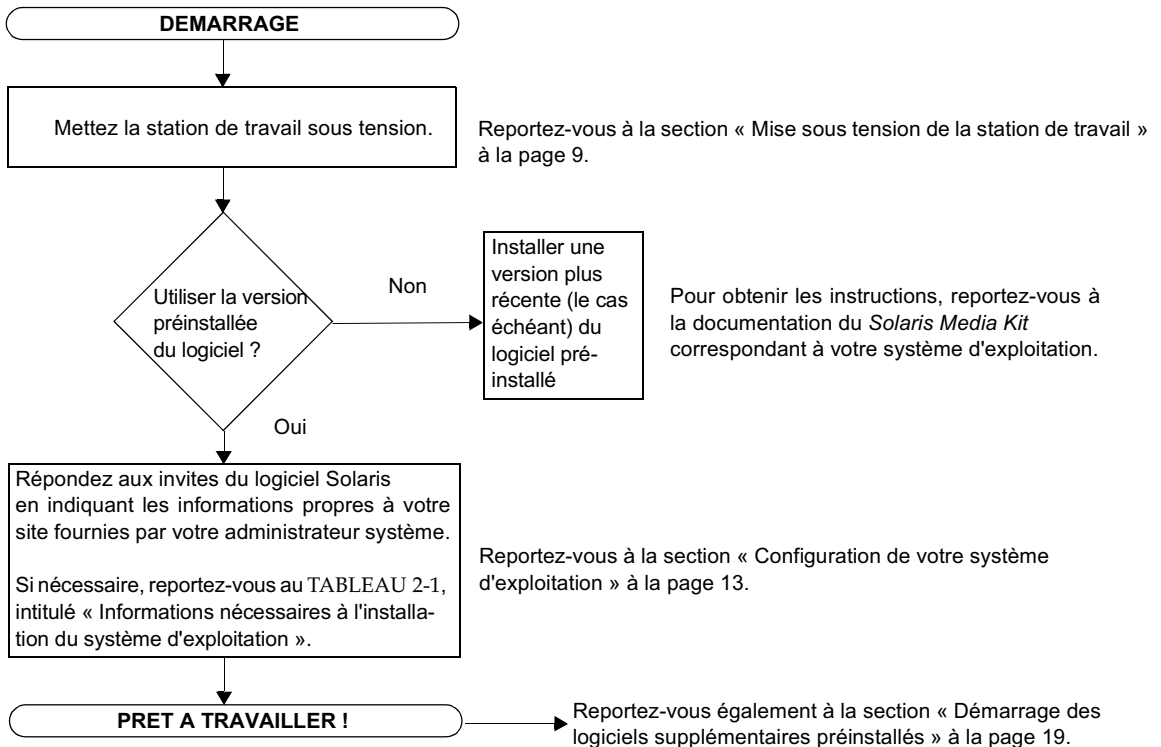 DEMARRAGE
Mettez la station de travail sous tension.
Reportez-vous à la section « Mise sous tension de la station de travail »
à la page 9.
Utiliser la version
préinstallée
du logiciel ?
Non
Installer une
version plus
récente (le cas
échéant) du
logiciel pré-
installé
Pour obtenir les instructions, reportez-vous à
la documentation du Solaris Media Kit
correspondant à votre système d'exploitation.
Oui
Répondez aux invites du logiciel Solaris
en indiquant les informations propres à votre
site fournies par votre administrateur système.
Si nécessaire, reportez-vous au TABLEAU 2-1,
intitulé « Informations nécessaires à l'installa-
tion du système d'exploitation ».
Reportez-vous à la section « Configuration de votre système
d'exploitation » à la page 13.
PRET A TRAVAILLER !
Reportez-vous également à la section « Démarrage des
logiciels supplémentaires préinstallés » à la page 19.